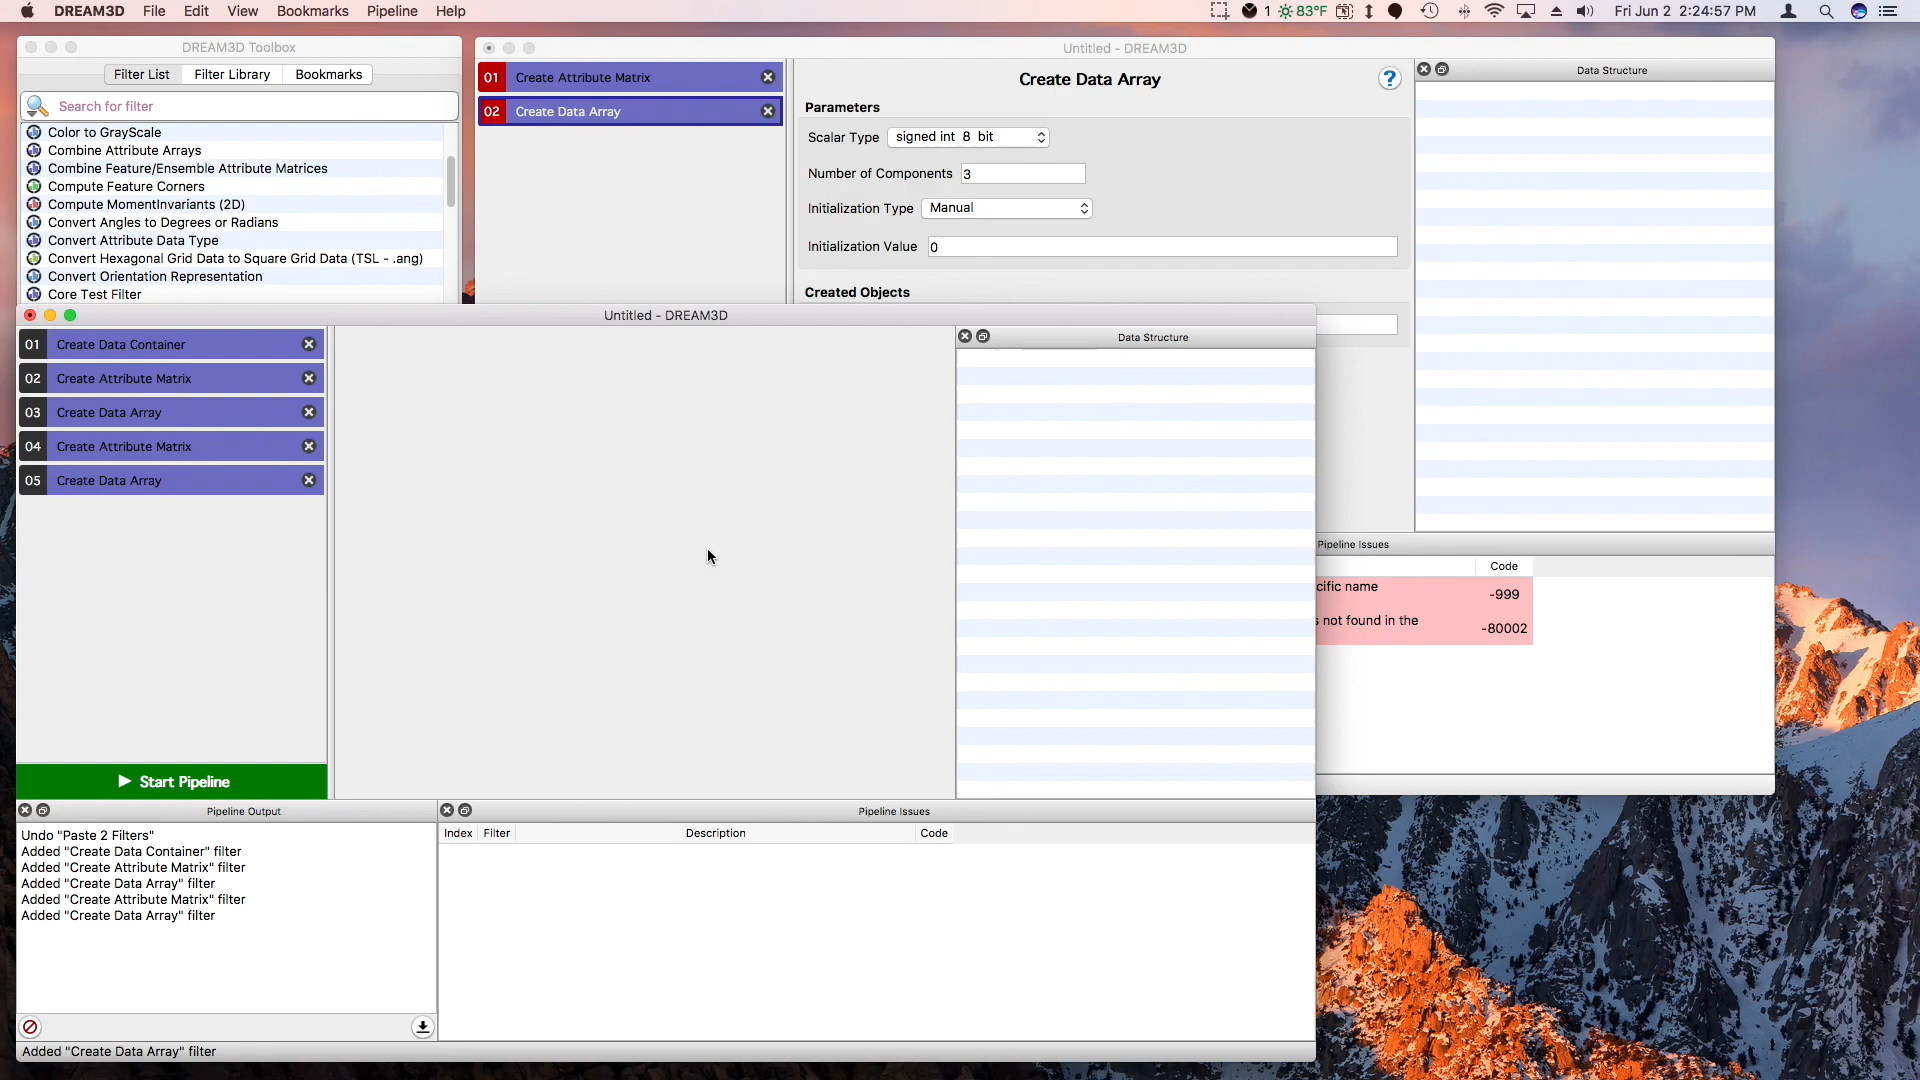 DREAM3D File Edit View Bookmarks Pipeline Help
1 83°F Fri Jun 2 2:24:57 PM
DREAM3D Toolbox
Filter List Filter Library Bookmarks
Search for filter
Color to GrayScale
Combine Attribute Arrays
Combine Feature/Ensemble Attribute Matrices
Compute Feature Corners
Compute MomentInvariants (2D)
Convert Angles to Degrees or Radians
Convert Attribute Data Type
Convert Hexagonal Grid Data to Square Grid Data (TSL - .ang)
Convert Orientation Representation
Core Test Filter
Untitled - DREAM3D
01 Create Attribute Matrix
02 Create Data Array
Create Data Array
?
Parameters
Scalar Type signed int 8 bit
Number of Components 3
Initialization Type Manual
Initialization Value 0
Created Objects
Data Structure
Pipeline Issues
Code
cific name -999
s not found in the -80002
Untitled - DREAM3D
01 Create Data Container
02 Create Attribute Matrix
03 Create Data Array
04 Create Attribute Matrix
05 Create Data Array
Data Structure
Start Pipeline
Pipeline Output
Undo "Paste 2 Filters"
Added "Create Data Container" filter
Added "Create Attribute Matrix" filter
Added "Create Data Array" filter
Added "Create Attribute Matrix" filter
Added "Create Data Array" filter
Pipeline Issues
Index Filter Description Code
Added "Create Data Array" filter